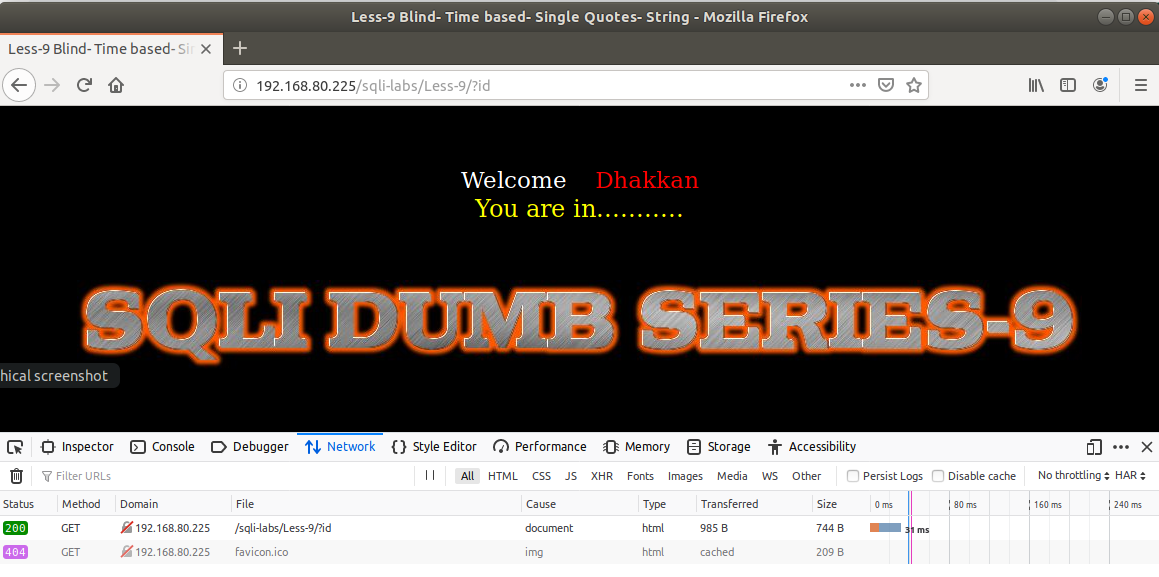 Less-9 Blind- Time based- Single Quotes- String - Mozilla Firefox
Less-9 Blind- Time based- Si
192.168.80.225/sqli-labs/Less-9/?id
Welcome Dhakkan
You are in...........
SQLI DUMB SERIES-9
hical screenshot
Inspector Console Debugger Network Style Editor Performance Memory Storage Accessibility
Filter URLs All HTML CSS JS XHR Fonts Images Media WS Other Persist Logs Disable cache No throttling HAR
Status Method Domain File Cause Type Transferred Size 0 ms 80 ms 160 ms 240 ms
200 GET 192.168.80.225 /sqli-labs/Less-9/?id document html 985 B 744 B 31 ms
404 GET 192.168.80.225 favicon.ico img html cached 209 B